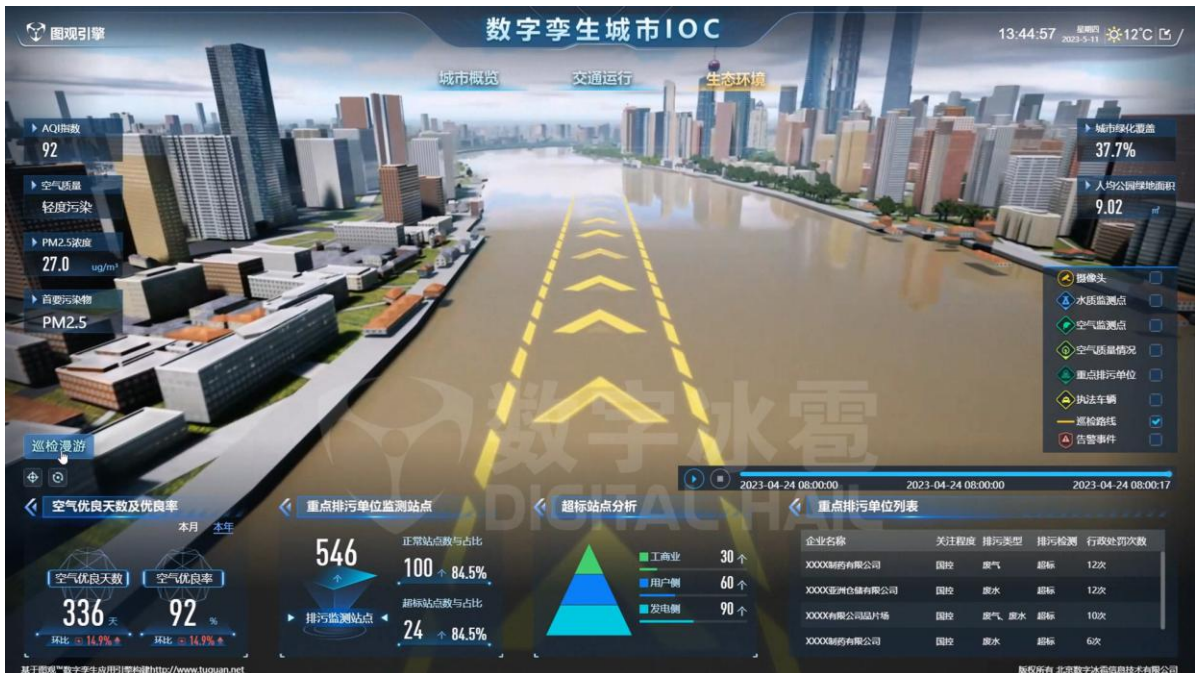 图观引擎
数字孪生城市IOC
13:44:57
星期四
2023-5-11
12℃
城市概览
交通运行
生态环境
AQI指数
92
空气质量
轻度污染
PM2.5浓度
27.0 ug/m³
首要污染物
PM2.5
城市绿化覆盖
37.7%
人均公园绿地面积
9.02 ㎡
摄像头
水质监测点
空气监测点
空气质量情况
重点排污单位
执法车辆
巡检路线
告警事件
巡检漫游
数字冰雹
DIGITAL HAIL
2023-04-24 08:00:00
2023-04-24 08:00:00
2023-04-24 08:00:17
空气优良天数及优良率
本月 本年
空气优良天数
336 天
环比 14.9%
空气优良率
92 %
环比 14.9%
重点排污单位监测站点
546
排污监测站点
正常站点数与占比
100 84.5%
超标站点数与占比
24 84.5%
超标站点分析
工商业 30
用户侧 60
发电侧 90
重点排污单位列表
企业名称 关注程度 排污类型 排污检测 行政处罚次数
XXXX制药有限公司 国控 废气 超标 12次
XXXX亚洲仓储有限公司 国控 废水 超标 12次
XXXX有限公司品片场 国控 废气、废水 超标 10次
XXXX制药有限公司 国控 废水 超标 6次
基于图观™数字孪生应用引擎构建http://www.tuguan.net
版权所有 北京数字冰雹信息技术有限公司